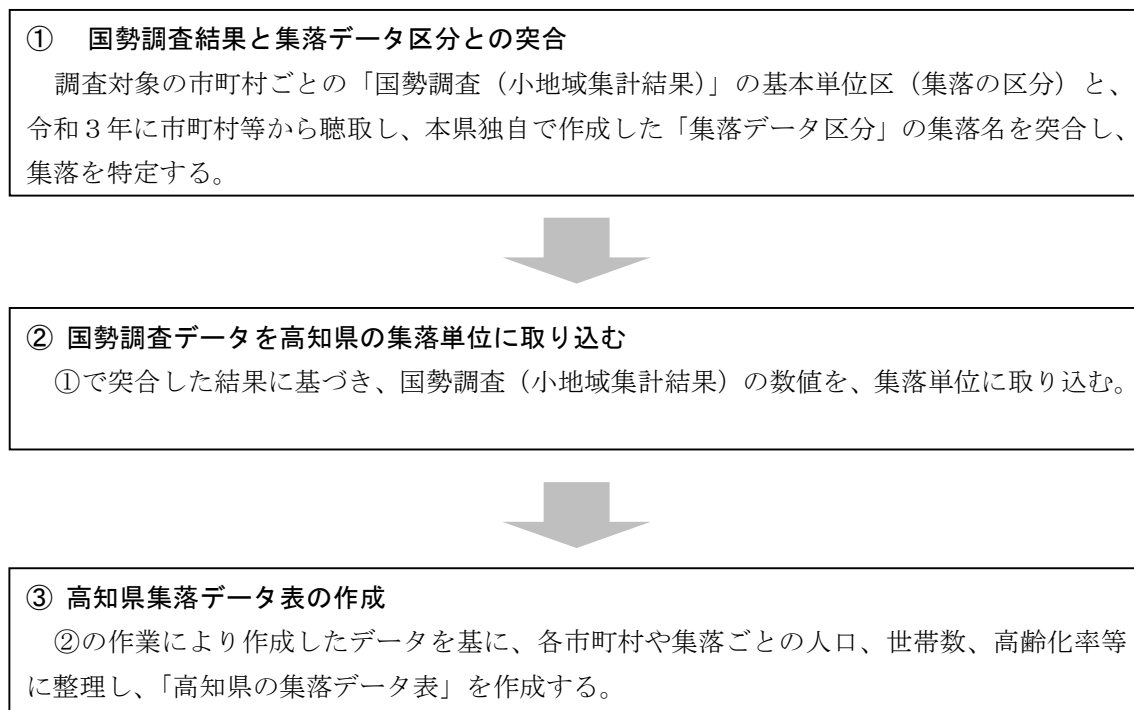 ①　国勢調査結果と集落データ区分との突合
調査対象の市町村ごとの「国勢調査（小地域集計結果）」の基本単位区（集落の区分）と、
令和３年に市町村等から聴取し、本県独自で作成した「集落データ区分」の集落名を突合し、
集落を特定する。
② 国勢調査データを高知県の集落単位に取り込む
①で突合した結果に基づき、国勢調査（小地域集計結果）の数値を、集落単位に取り込む。
③ 高知県集落データ表の作成
②の作業により作成したデータを基に、各市町村や集落ごとの人口、世帯数、高齢化率等
に整理し、「高知県の集落データ表」を作成する。